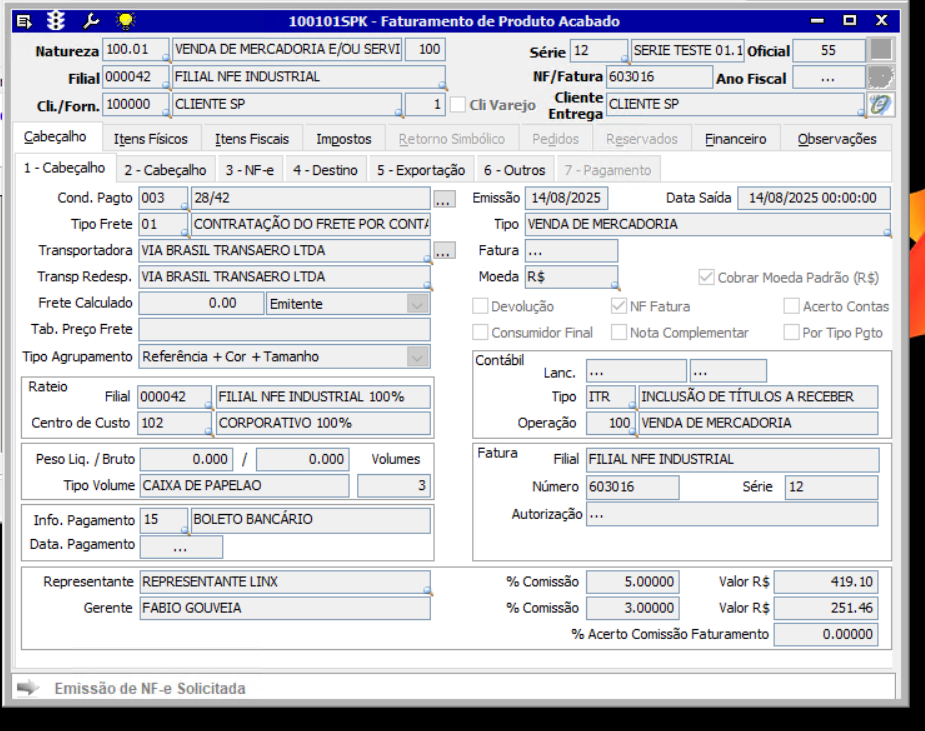 100101SPK - Faturamento de Produto Acabado
Natureza 100.01 VENDA DE MERCADORIA E/OU SERVI 100 Série 12 SERIE TESTE 01.1 Oficial 55
Filial 000042 FILIAL NFE INDUSTRIAL NF/Fatura 603016 Ano Fiscal ...
Cli./Forn. 100000 CLIENTE SP 1 Cli Varejo Cliente Entrega CLIENTE SP
Cabeçalho Itens Físicos Itens Fiscais Impostos Retorno Simbólico Pedidos Reservados Financeiro Observações
1 - Cabeçalho 2 - Cabeçalho 3 - NF-e 4 - Destino 5 - Exportação 6 - Outros 7 - Pagamento
Cond. Pagto 003 28/42 ... Emissão 14/08/2025 Data Saída 14/08/2025 00:00:00
Tipo Frete 01 CONTRATAÇÃO DO FRETE POR CONTA Tipo VENDA DE MERCADORIA
Transportadora VIA BRASIL TRANSAERO LTDA ... Fatura ...
Transp Redesp. VIA BRASIL TRANSAERO LTDA Moeda R$ Cobrar Moeda Padrão (R$)
Frete Calculado 0.00 Emitente Devolução NF Fatura Acerto Contas
Tab. Preço Frete Consumidor Final Nota Complementar Por Tipo Pgto
Tipo Agrupamento Referência + Cor + Tamanho
Contábil
Lanc. ... ...
Rateio
Filial 000042 FILIAL NFE INDUSTRIAL 100% Tipo ITR INCLUSÃO DE TÍTULOS A RECEBER
Centro de Custo 102 CORPORATIVO 100% Operação 100 VENDA DE MERCADORIA
Peso Liq. / Bruto 0.000 / 0.000 Volumes Fatura Filial FILIAL NFE INDUSTRIAL
Tipo Volume CAIXA DE PAPELAO 3 Número 603016 Série 12
Info. Pagamento 15 BOLETO BANCÁRIO Autorização ...
Data. Pagamento ...
Representante REPRESENTANTE LINX % Comissão 5.00000 Valor R$ 419.10
Gerente FABIO GOUVEIA % Comissão 3.00000 Valor R$ 251.46
% Acerto Comissão Faturamento 0.00000
Emissão de NF-e Solicitada